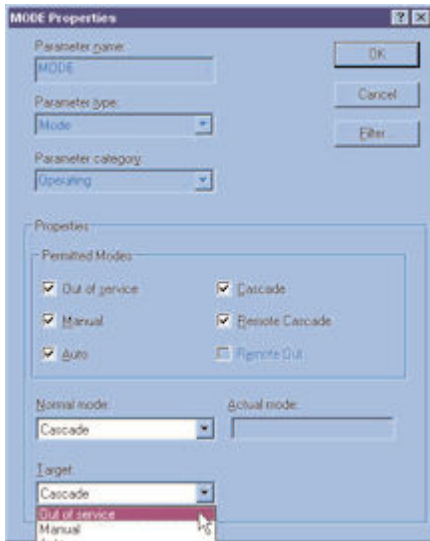 MODE Properties
Parameter name:
OK
MODE
Cancel
Parameter type:
Mode
Filter...
Parameter category:
Operating
Properties
Permitted Modes
Out of service
Cascade
Manual
Remote Cascade
Auto
Remote Out
Normal mode:
Actual mode:
Cascade
Target:
Cascade
Out of service
Manual